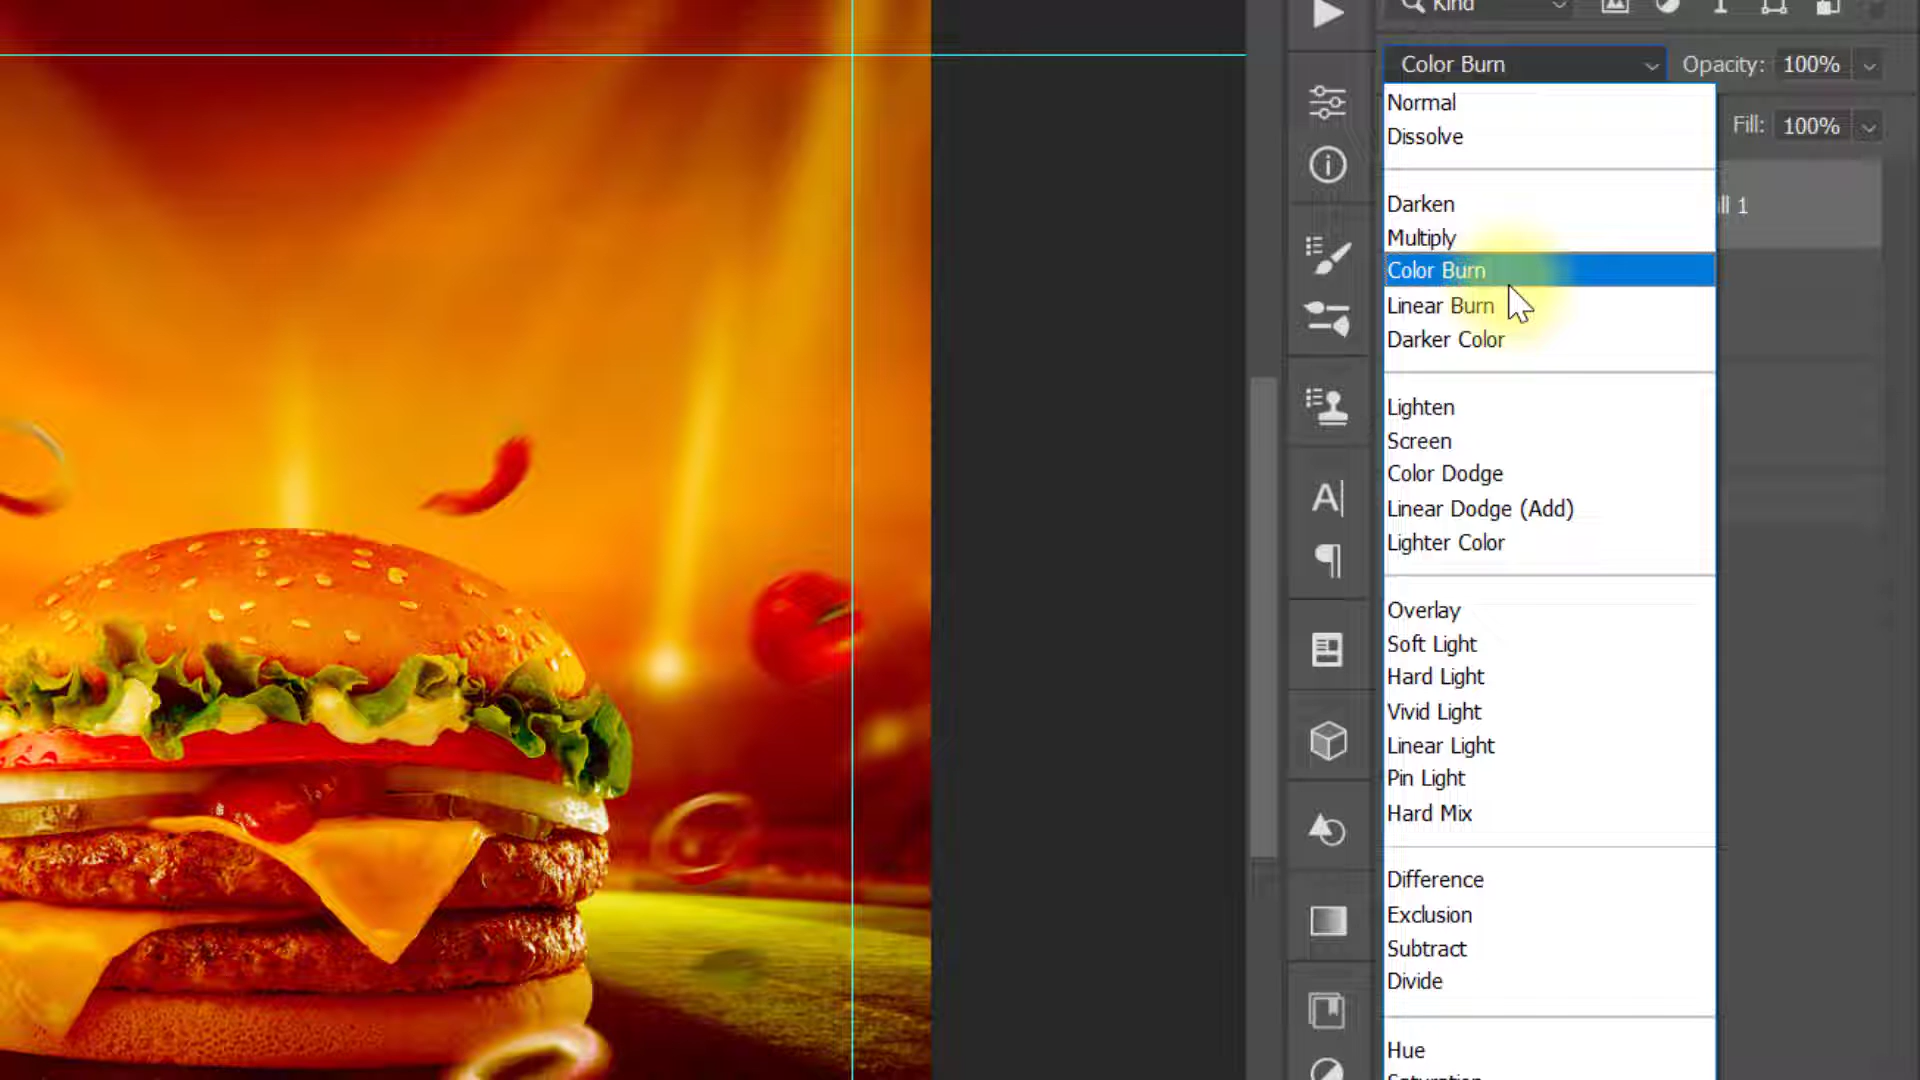 Kind
Color Burn
Opacity: 100%
Normal
Dissolve
Fill: 100%
Darken
ll 1
Multiply
Color Burn
Linear Burn
Darker Color
Lighten
Screen
Color Dodge
Linear Dodge (Add)
Lighter Color
Overlay
Soft Light
Hard Light
Vivid Light
Linear Light
Pin Light
Hard Mix
Difference
Exclusion
Subtract
Divide
Hue